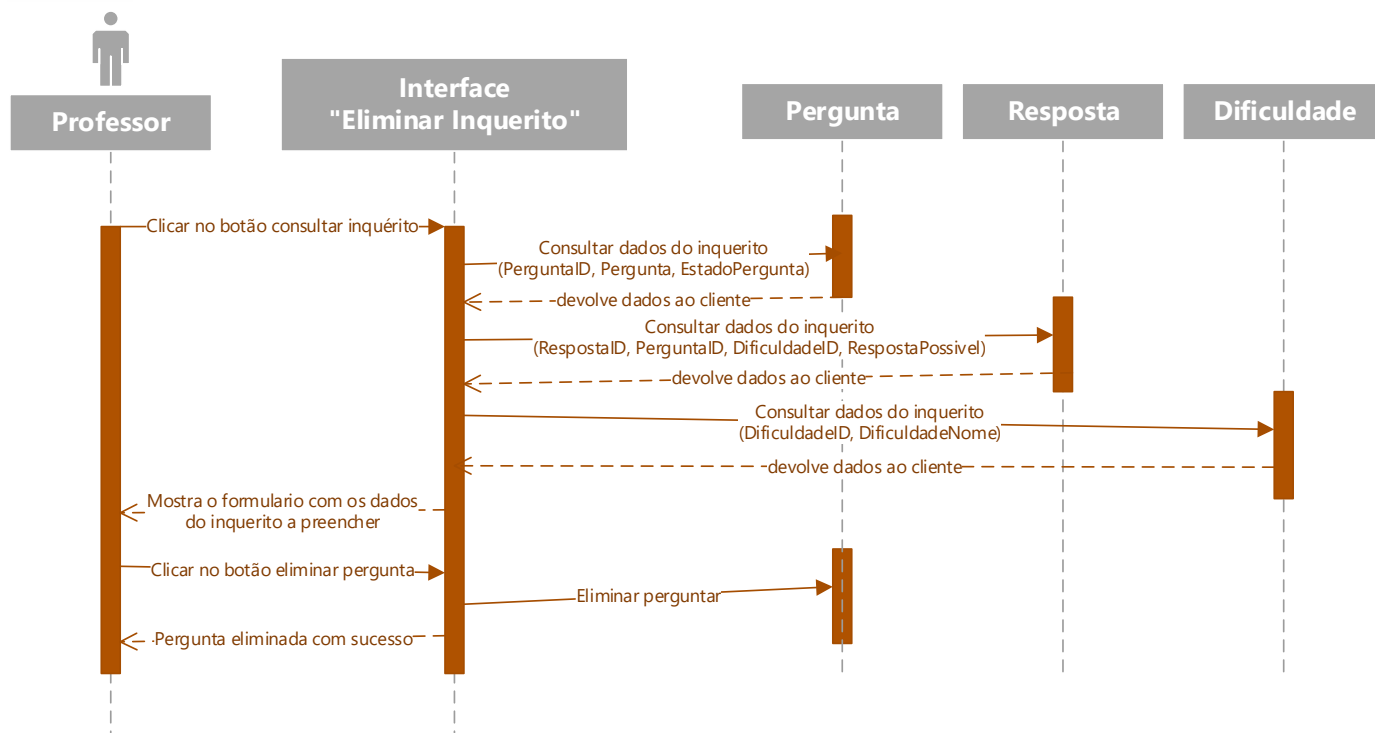 Professor
Interface
"Eliminar Inquerito"
Pergunta
Resposta
Dificuldade
Clicar no botão consultar inquérito
Consultar dados do inquerito
(PerguntaID, Pergunta, EstadoPergunta)
devolve dados ao cliente
Consultar dados do inquerito
(RespostaID, PerguntaID, DificuldadeID, RespostaPossivel)
devolve dados ao cliente
Consultar dados do inquerito
(DificuldadeID, DificuldadeNome)
devolve dados ao cliente
Mostra o formulario com os dados
do inquerito a preencher
Clicar no botão eliminar pergunta
Eliminar perguntar
Pergunta eliminada com sucesso